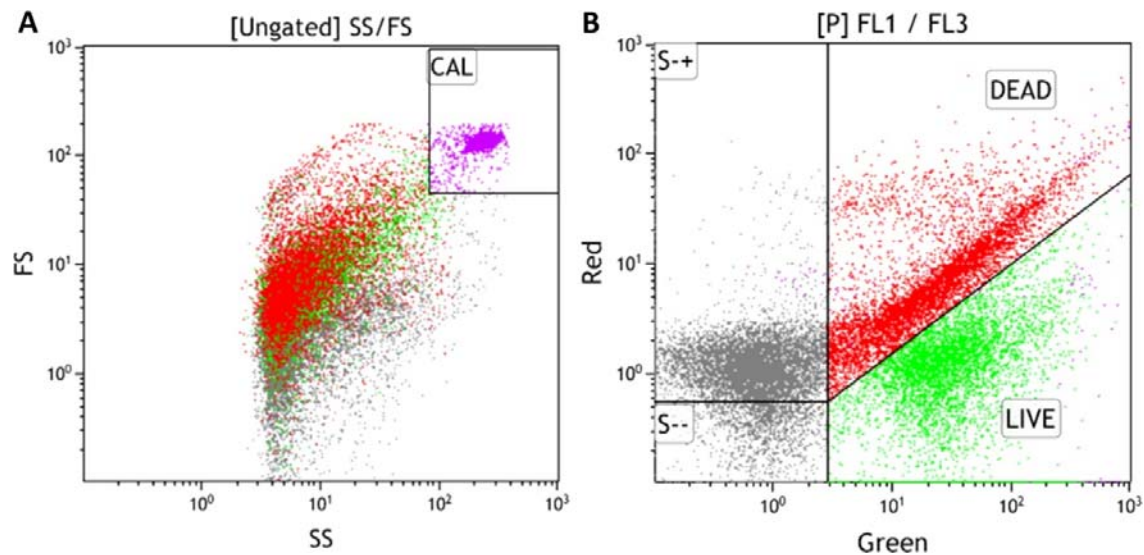 A
[Ungated] SS/FS
10³
10²
10¹
10⁰
FS
CAL
10⁰
10¹
10²
10³
SS
B
[P] FL1 / FL3
10³
10²
10¹
10⁰
Red
S-+
DEAD
S--
LIVE
10⁰
10¹
10²
10³
Green